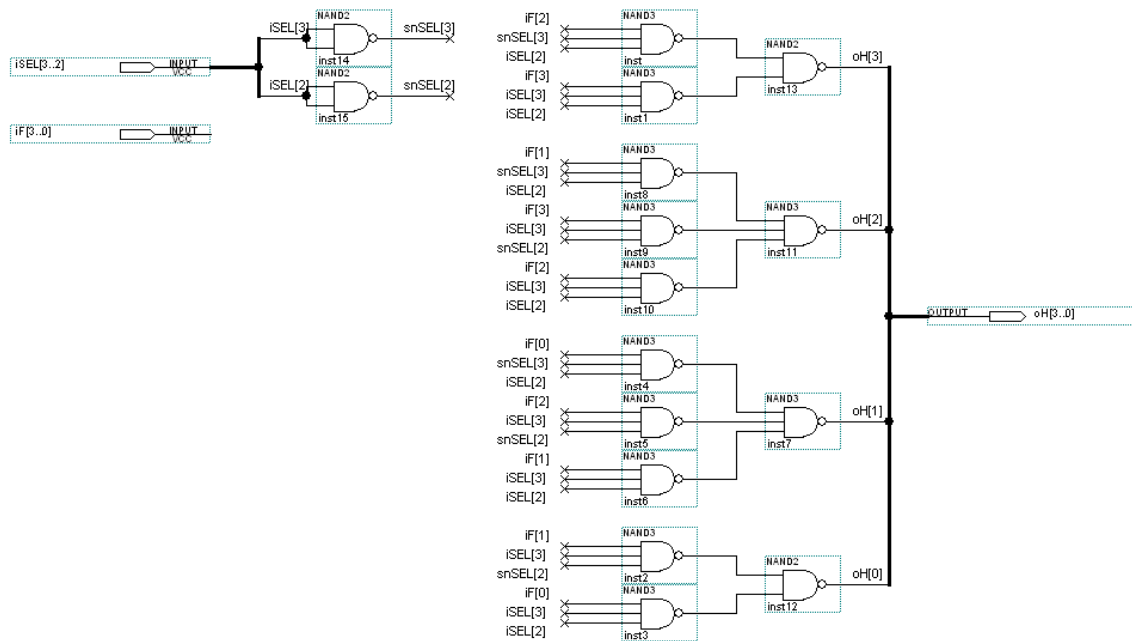 iSEL[3..2] INPUT VCC
iF[3..0] INPUT VCC
iSEL[3] NAND2 snSEL[3]
inst14
iSEL[2] NAND2 snSEL[2]
inst15
iF[2] NAND3
snSEL[3]
iSEL[2] inst
iF[3] NAND3
iSEL[3]
iSEL[2] inst1
NAND2 oH[3]
inst13
iF[1] NAND3
snSEL[3]
iSEL[2] inst8
iF[3] NAND3
iSEL[3]
snSEL[2] inst9
iF[2] NAND3
iSEL[3]
iSEL[2] inst10
NAND3 oH[2]
inst11
iF[0] NAND3
snSEL[3]
iSEL[2] inst4
iF[2] NAND3
iSEL[3]
snSEL[2] inst5
iF[1] NAND3
iSEL[3]
iSEL[2] inst6
NAND3 oH[1]
inst7
iF[1] NAND3
iSEL[3]
snSEL[2] inst2
iF[0] NAND3
iSEL[3]
iSEL[2] inst3
NAND2 oH[0]
inst12
OUTPUT oH[3..0]